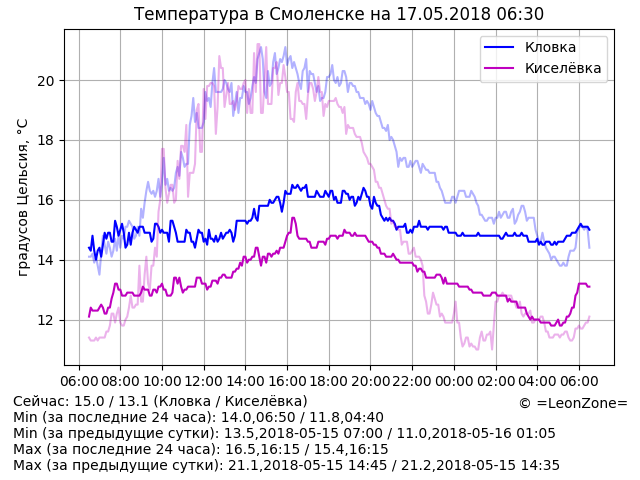 Температура в Смоленске на 17.05.2018 06:30
Кловка
Киселёвка
градусов Цельсия, °C
20
18
16
14
12
06:00 08:00 10:00 12:00 14:00 16:00 18:00 20:00 22:00 00:00 02:00 04:00 06:00
Сейчас: 15.0 / 13.1 (Кловка / Киселёвка)
© =LeonZone=
Min (за последние 24 часа): 14.0,06:50 / 11.8,04:40
Min (за предыдущие сутки): 13.5,2018-05-15 07:00 / 11.0,2018-05-16 01:05
Max (за последние 24 часа): 16.5,16:15 / 15.4,16:15
Max (за предыдущие сутки): 21.1,2018-05-15 14:45 / 21.2,2018-05-15 14:35